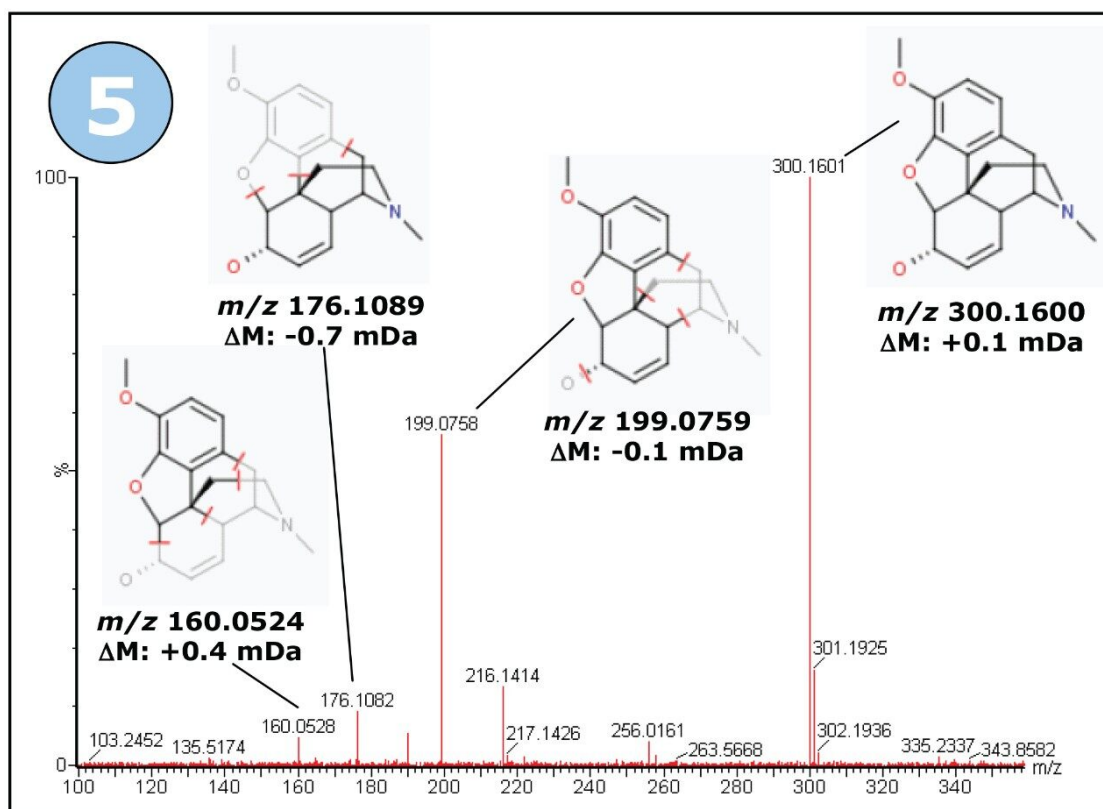 5
O
O
N
O
m/z 176.1089
ΔM: -0.7 mDa
O
O
N
O
m/z 199.0759
ΔM: -0.1 mDa
O
O
N
O
m/z 300.1600
ΔM: +0.1 mDa
O
O
N
O
m/z 160.0524
ΔM: +0.4 mDa
100
%
0
300.1601
199.0758
301.1925
216.1414
176.1082
160.0528
217.1426
256.0161
302.1936
103.2452
135.5174
263.5668
335.2337
343.8582
m/z
100 120 140 160 180 200 220 240 260 280 300 320 340